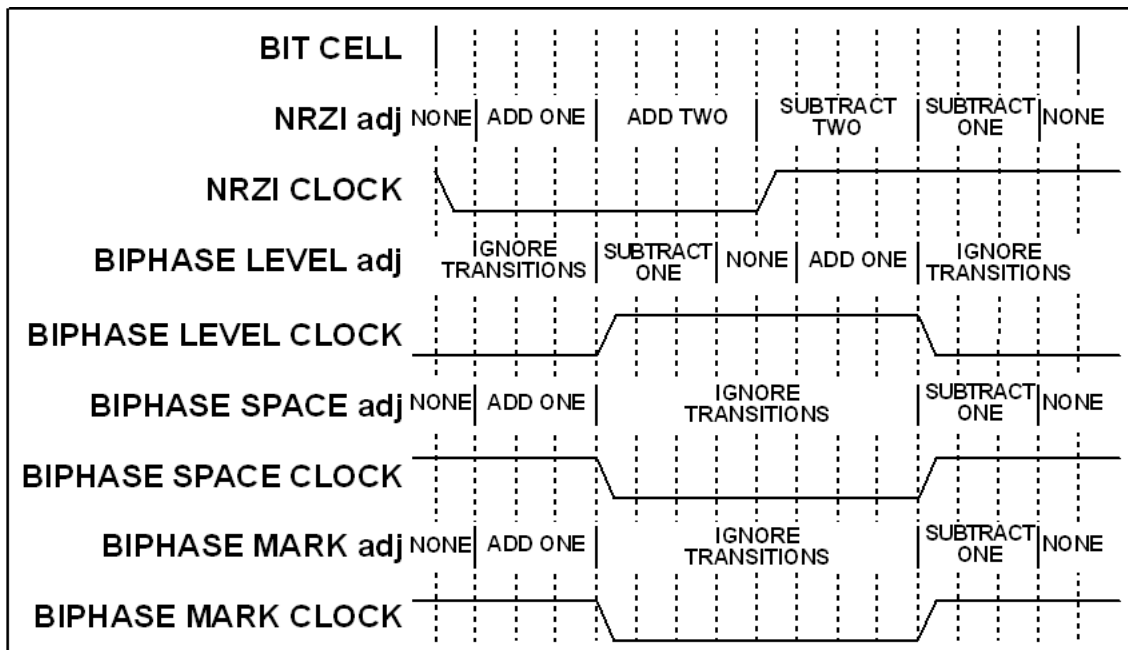 BIT CELL
NRZI adj NONE ADD ONE ADD TWO SUBTRACT TWO SUBTRACT ONE NONE
NRZI CLOCK
BIPHASE LEVEL adj IGNORE TRANSITIONS SUBTRACT ONE NONE ADD ONE IGNORE TRANSITIONS
BIPHASE LEVEL CLOCK
BIPHASE SPACE adj NONE ADD ONE IGNORE TRANSITIONS SUBTRACT ONE NONE
BIPHASE SPACE CLOCK
BIPHASE MARK adj NONE ADD ONE IGNORE TRANSITIONS SUBTRACT ONE NONE
BIPHASE MARK CLOCK